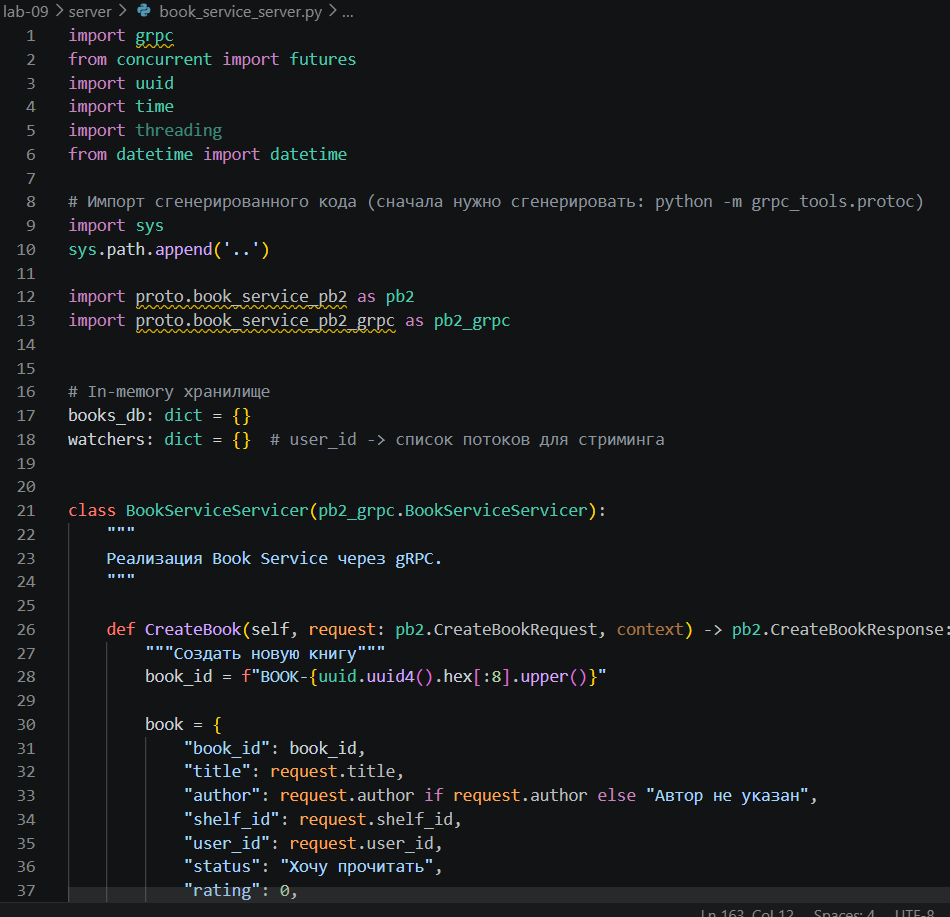 lab-09 > server > book_service_server.py > ...
1 import grpc
2 from concurrent import futures
3 import uuid
4 import time
5 import threading
6 from datetime import datetime
7
8 # Импорт сгенерированного кода (сначала нужно сгенерировать: python -m grpc_tools.protoc)
9 import sys
10 sys.path.append('..')
11
12 import proto.book_service_pb2 as pb2
13 import proto.book_service_pb2_grpc as pb2_grpc
14
15
16 # In-memory хранилище
17 books_db: dict = {}
18 watchers: dict = {}  # user_id -> список потоков для стриминга
19
20
21 class BookServiceServicer(pb2_grpc.BookServiceServicer):
22     """
23     Реализация Book Service через gRPC.
24     """
25
26     def CreateBook(self, request: pb2.CreateBookRequest, context) -> pb2.CreateBookResponse:
27         """Создать новую книгу"""
28         book_id = f"BOOK-{uuid.uuid4().hex[:8].upper()}"
29
30         book = {
31             "book_id": book_id,
32             "title": request.title,
33             "author": request.author if request.author else "Автор не указан",
34             "shelf_id": request.shelf_id,
35             "user_id": request.user_id,
36             "status": "Хочу прочитать",
37             "rating": 0,
Ln 163, Col 12 Spaces: 4 UTF-8